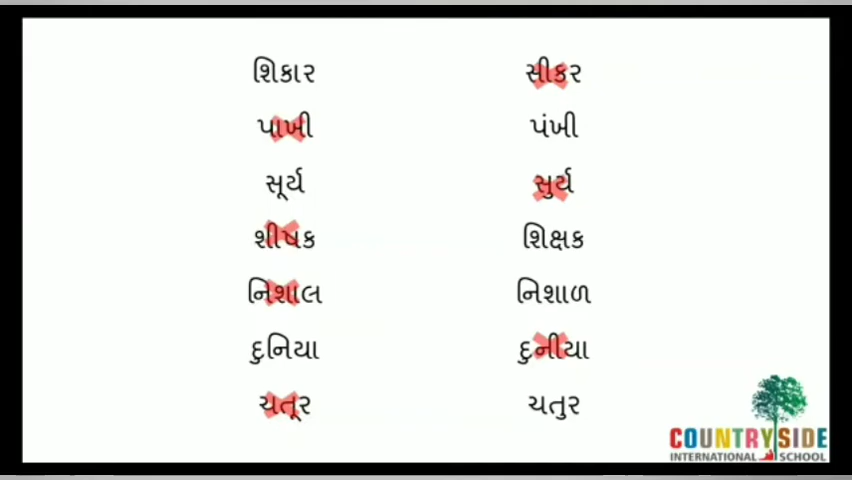 શિકાર સીકર
પાખી પંખી
સૂર્ય સુર્ય
શીષક શિક્ષક
નિશાલ નિશાળ
દુનિયા દુનીયા
ચતૂર ચતુર
COUNTRYSIDE
INTERNATIONAL SCHOOL